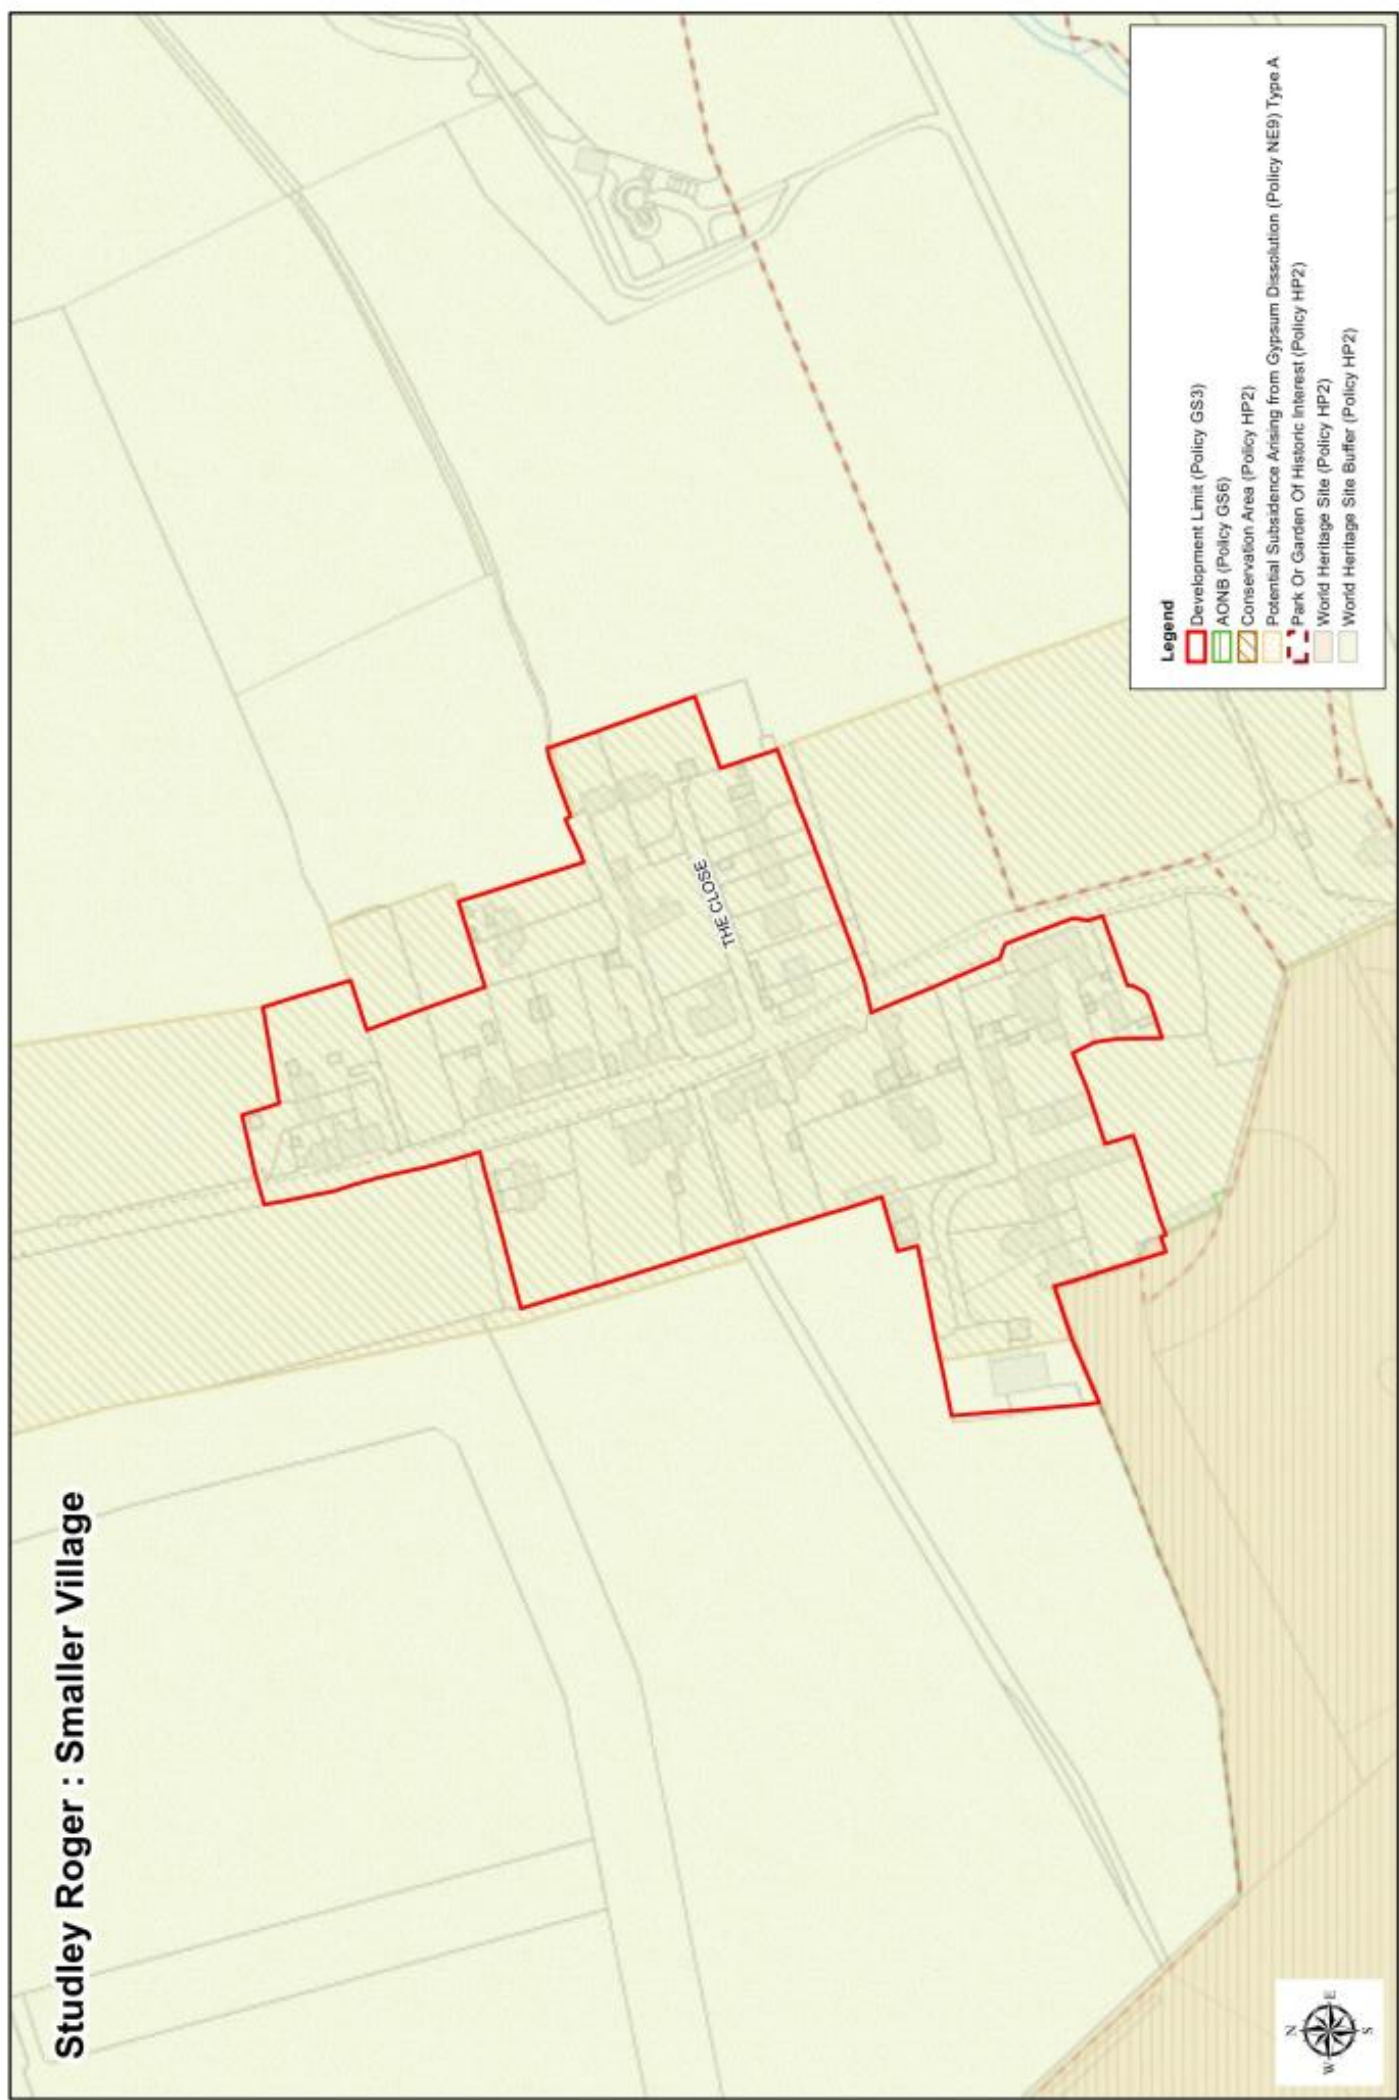 Studley Roger : Smaller Village
THE CLOSE
Legend
Development Limit (Policy GS3)
AONB (Policy GS6)
Conservation Area (Policy HP2)
Potential Subsidence Arising from Gypsum Dissolution (Policy NE9) Type A
Park Or Garden Of Historic Interest (Policy HP2)
World Heritage Site (Policy HP2)
World Heritage Site Buffer (Policy HP2)
N
W E
S